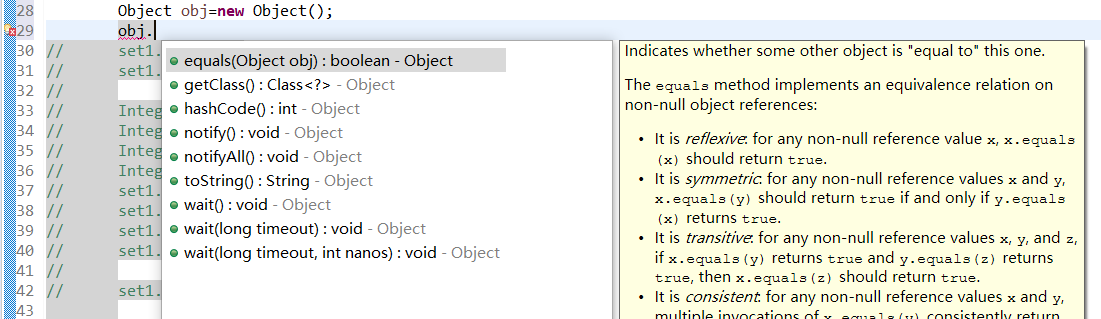 28 Object obj=new Object();
29 obj.
30 // set1.
31 // set1.
32 //
33 // Integ
34 // Integ
35 // Integ
36 // Integ
37 // set1.
38 // set1.
39 // set1.
40 // set1.
41 //
42 // set1.
43
equals(Object obj) : boolean - Object
getClass() : Class<?> - Object
hashCode() : int - Object
notify() : void - Object
notifyAll() : void - Object
toString() : String - Object
wait() : void - Object
wait(long timeout) : void - Object
wait(long timeout, int nanos) : void - Object
Indicates whether some other object is "equal to" this one.
The equals method implements an equivalence relation on
non-null object references:
• It is reflexive: for any non-null reference value x, x.equals
(x) should return true.
• It is symmetric: for any non-null reference values x and y,
x.equals(y) should return true if and only if y.equals
(x) returns true.
• It is transitive: for any non-null reference values x, y, and z,
if x.equals(y) returns true and y.equals(z) returns
true, then x.equals(z) should return true.
• It is consistent: for any non-null reference values x and y,
multiple invocations of x.equals(y) consistently return